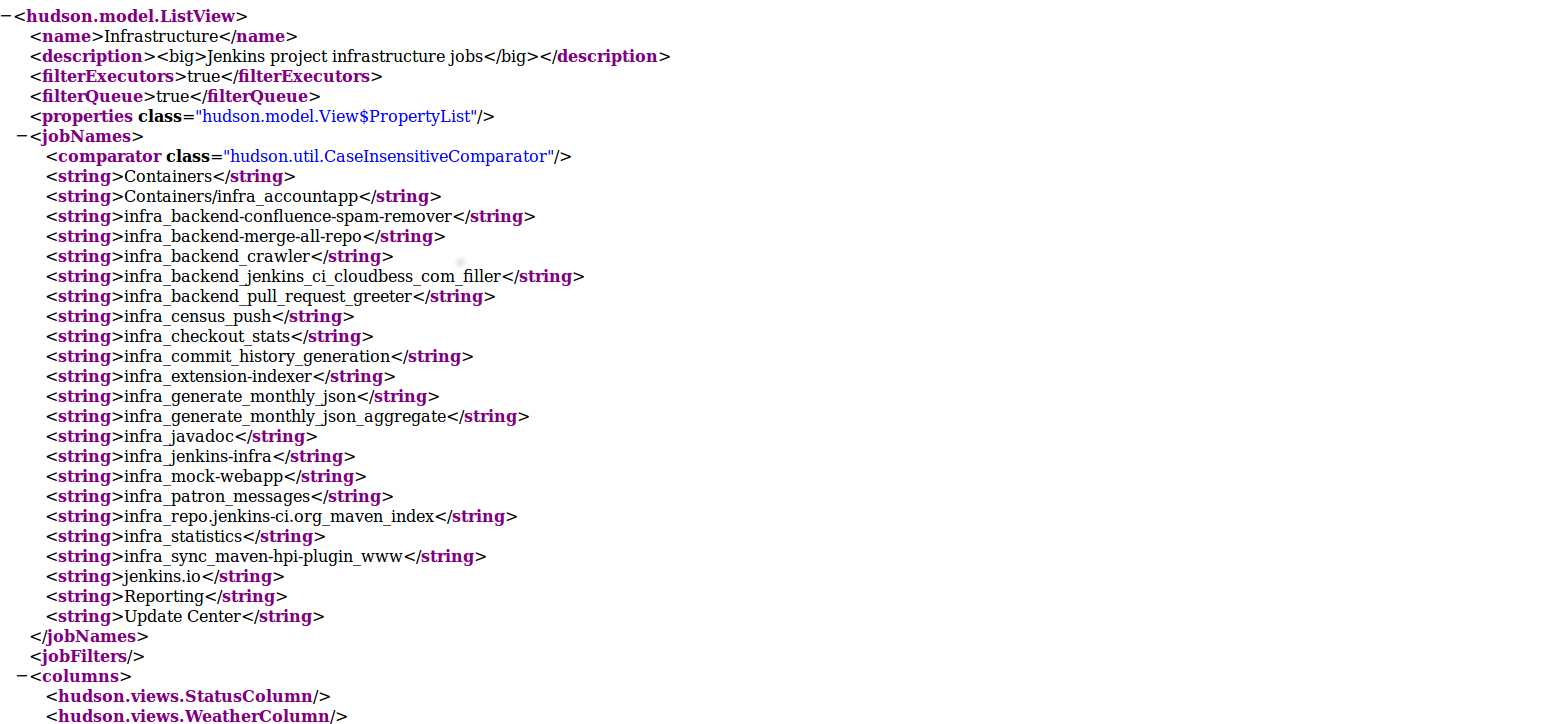 −<hudson.model.ListView>
<name>Infrastructure</name>
<description><big>Jenkins project infrastructure jobs</big></description>
<filterExecutors>true</filterExecutors>
<filterQueue>true</filterQueue>
<properties class="hudson.model.View$PropertyList"/>
−<jobNames>
<comparator class="hudson.util.CaseInsensitiveComparator"/>
<string>Containers</string>
<string>Containers/infra_accountapp</string>
<string>infra_backend-confluence-spam-remover</string>
<string>infra_backend-merge-all-repo</string>
<string>infra_backend_crawler</string>
<string>infra_backend_jenkins_ci_cloudbess_com_filler</string>
<string>infra_backend_pull_request_greeter</string>
<string>infra_census_push</string>
<string>infra_checkout_stats</string>
<string>infra_commit_history_generation</string>
<string>infra_extension-indexer</string>
<string>infra_generate_monthly_json</string>
<string>infra_generate_monthly_json_aggregate</string>
<string>infra_javadoc</string>
<string>infra_jenkins-infra</string>
<string>infra_mock-webapp</string>
<string>infra_patron_messages</string>
<string>infra_repo.jenkins-ci.org_maven_index</string>
<string>infra_statistics</string>
<string>infra_sync_maven-hpi-plugin_www</string>
<string>jenkins.io</string>
<string>Reporting</string>
<string>Update Center</string>
</jobNames>
<jobFilters/>
−<columns>
<hudson.views.StatusColumn/>
<hudson.views.WeatherColumn/>